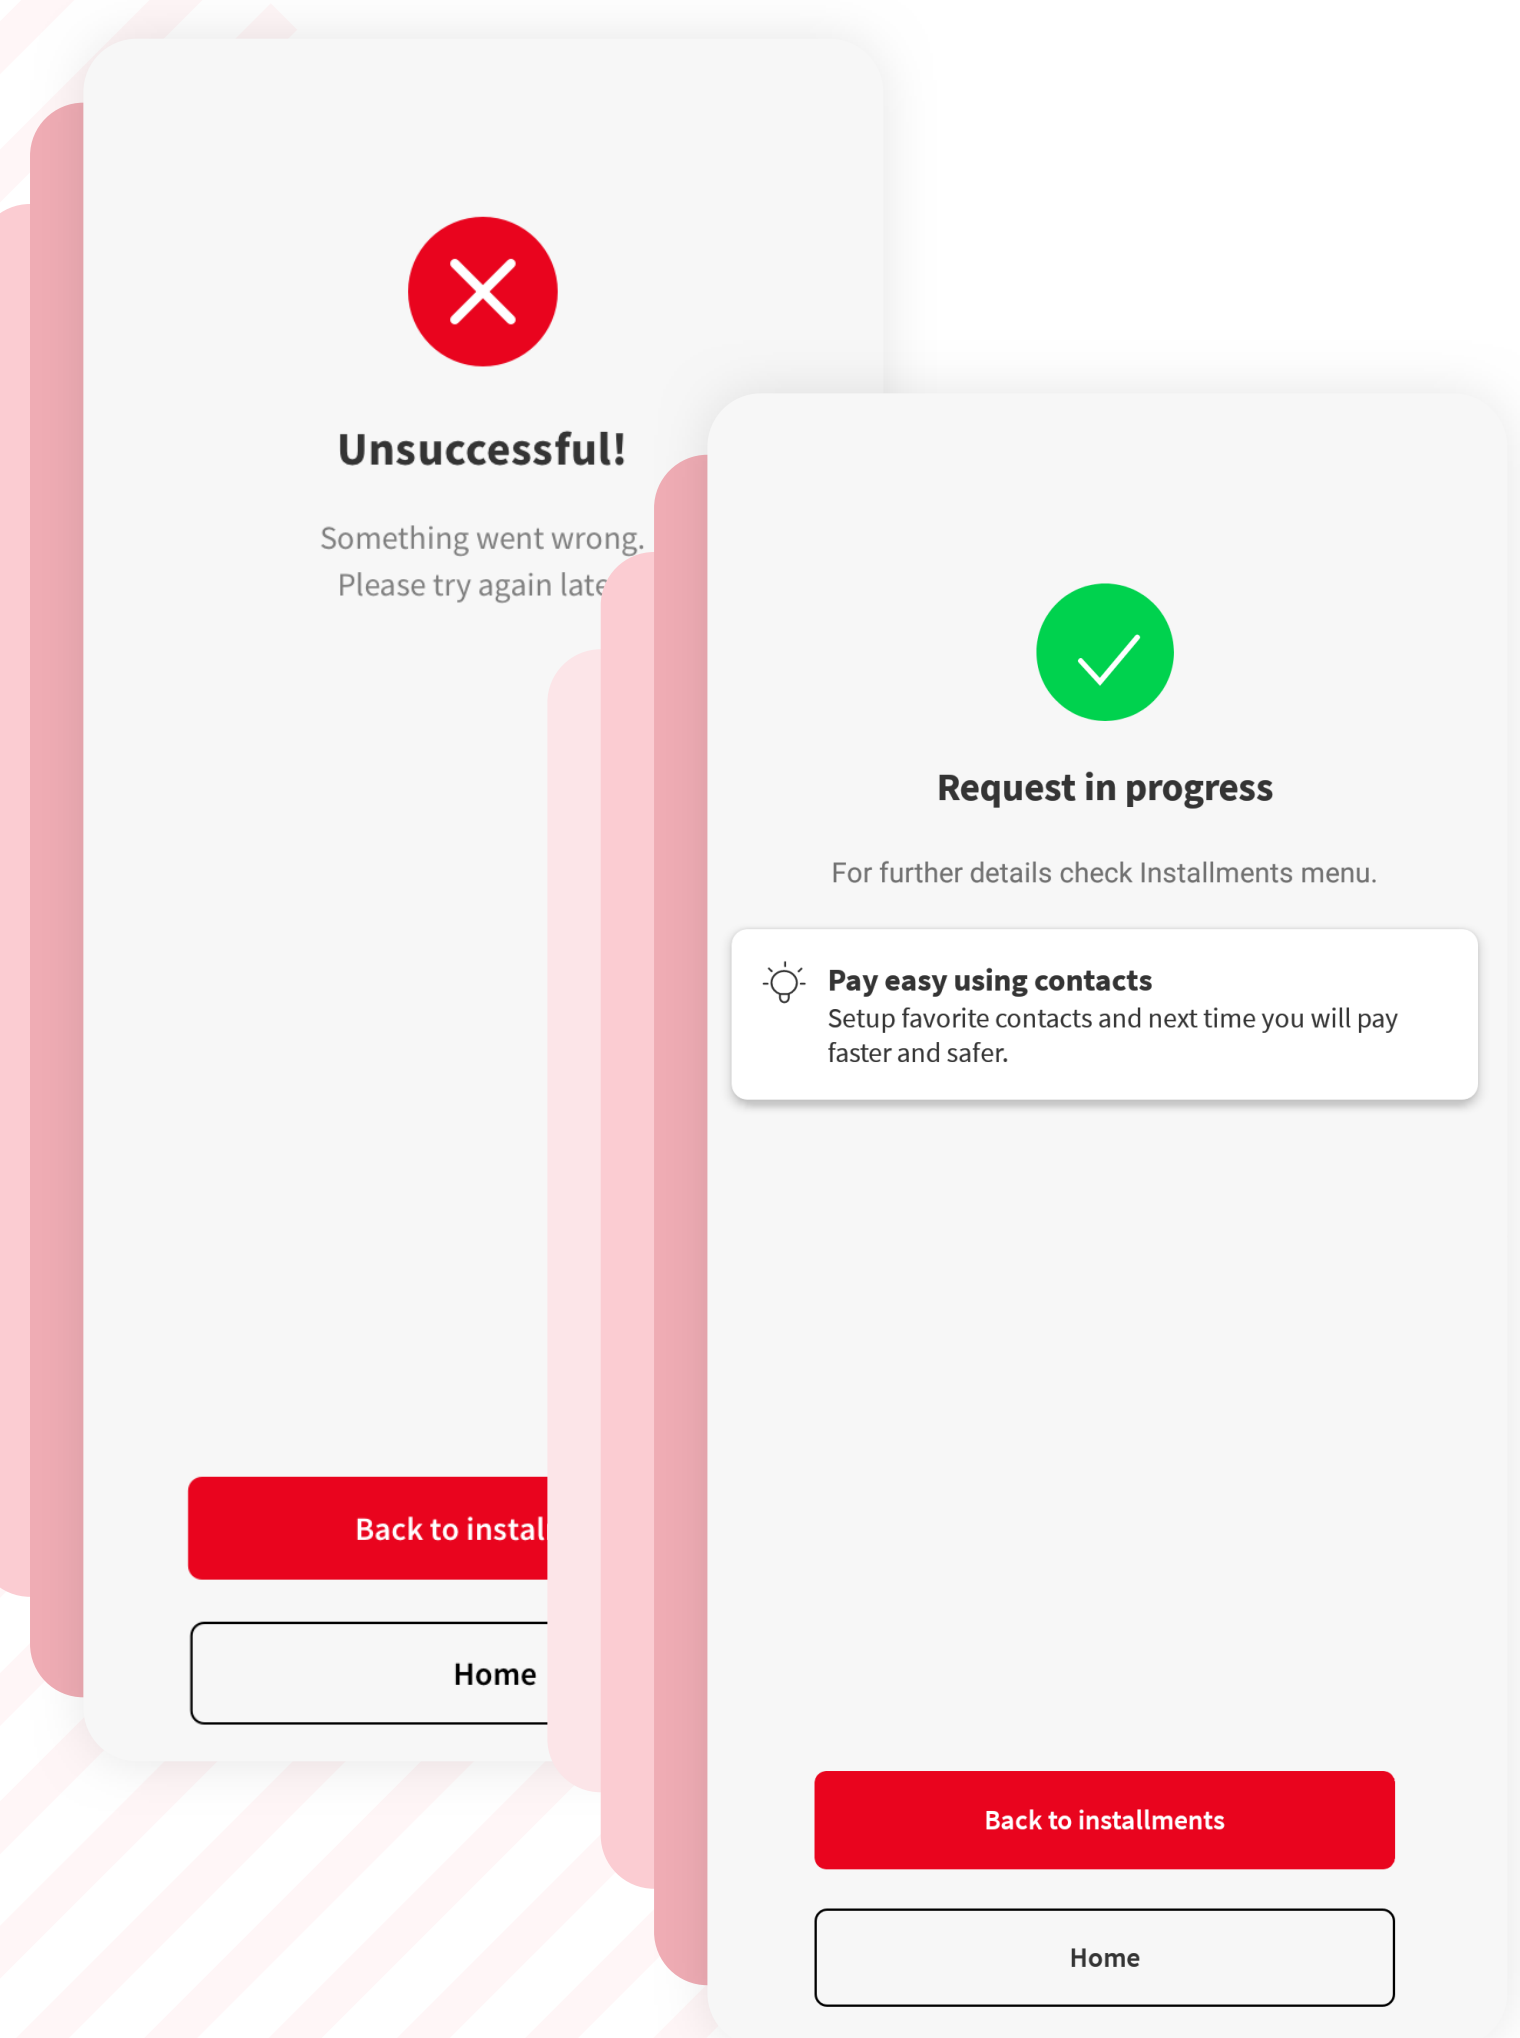 Unsuccessful!
Something went wrong.
Please try again
Back to
Home
Request in progress
For further details check Installments menu.
Pay easy using contacts
Setup favorite contacts and next time you will pay
faster and safer.
Back to installments
Home